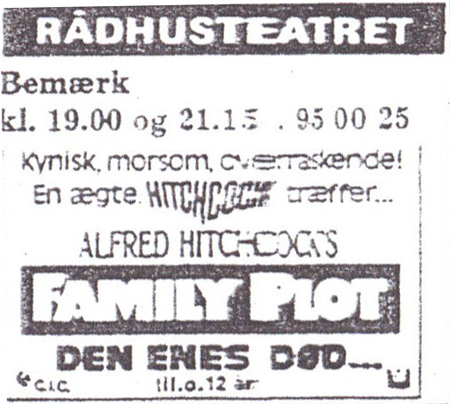 RÅDHUSTEATRET
Bemærk
kl. 19.00 og 21.15 . 95 00 25
Kynisk, morsom, overraskende!
En ægte HITCHCOCK træffer...
ALFRED HITCHCOCK'S
FAMILY PLOT
DEN ENES DØD...
C.I.C. till.o.12 år